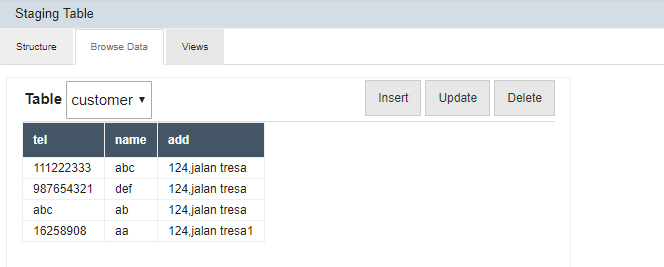 Staging Table
Structure Browse Data Views
Table customer Insert Update Delete
tel name add
111222333 abc 124,jalan tresa
987654321 def 124,jalan tresa
abc ab 124,jalan tresa
16258908 aa 124,jalan tresa1